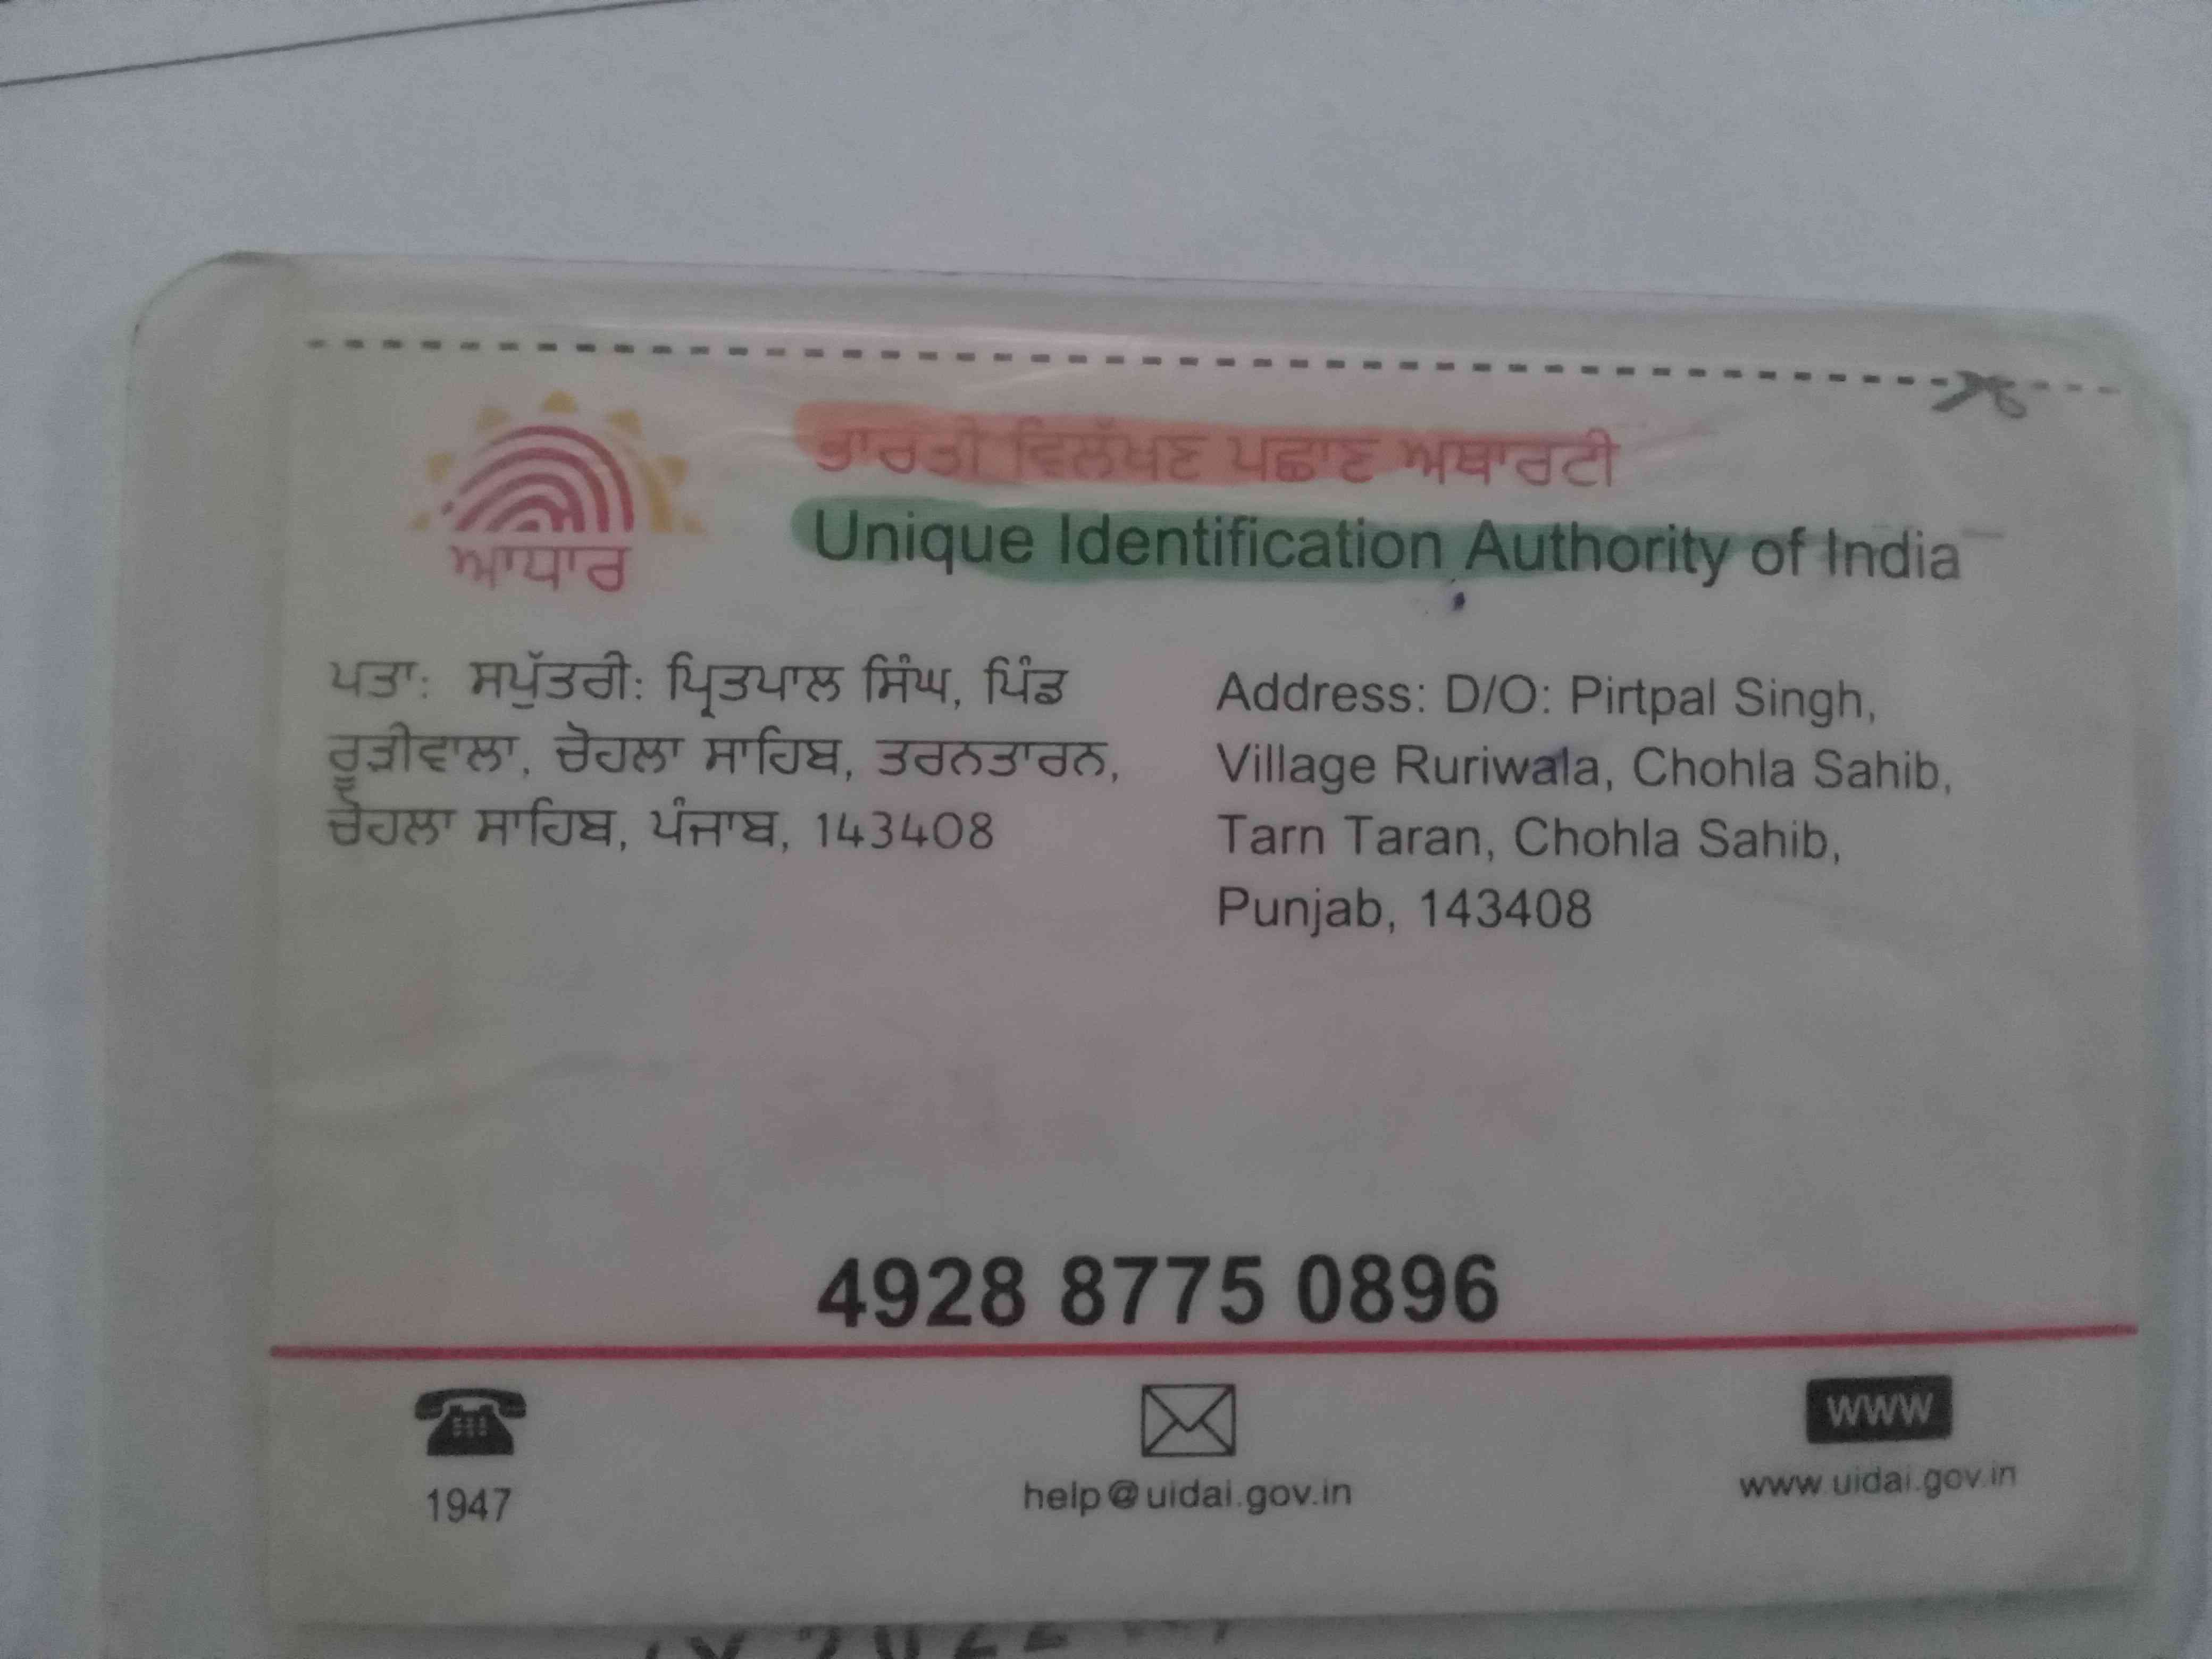 ਆਧਾਰ
ਭਾਰਤੀ ਵਿਲੱਖਣ ਪਛਾਣ ਅਥਾਰਟੀ
Unique Identification Authority of India
ਪਤਾ: ਸਪੁੱਤਰੀ: ਪ੍ਰਿਤਪਾਲ ਸਿੰਘ, ਪਿੰਡ
ਰੂੜੀਵਾਲਾ, ਚੋਹਲਾ ਸਾਹਿਬ, ਤਰਨਤਾਰਨ,
ਚੋਹਲਾ ਸਾਹਿਬ, ਪੰਜਾਬ, 143408
Address: D/O: Pirtpal Singh,
Village Ruriwala, Chohla Sahib,
Tarn Taran, Chohla Sahib,
Punjab, 143408
4928 8775 0896
WWW
1947
help@uidai.gov.in
www.uidai.gov.in